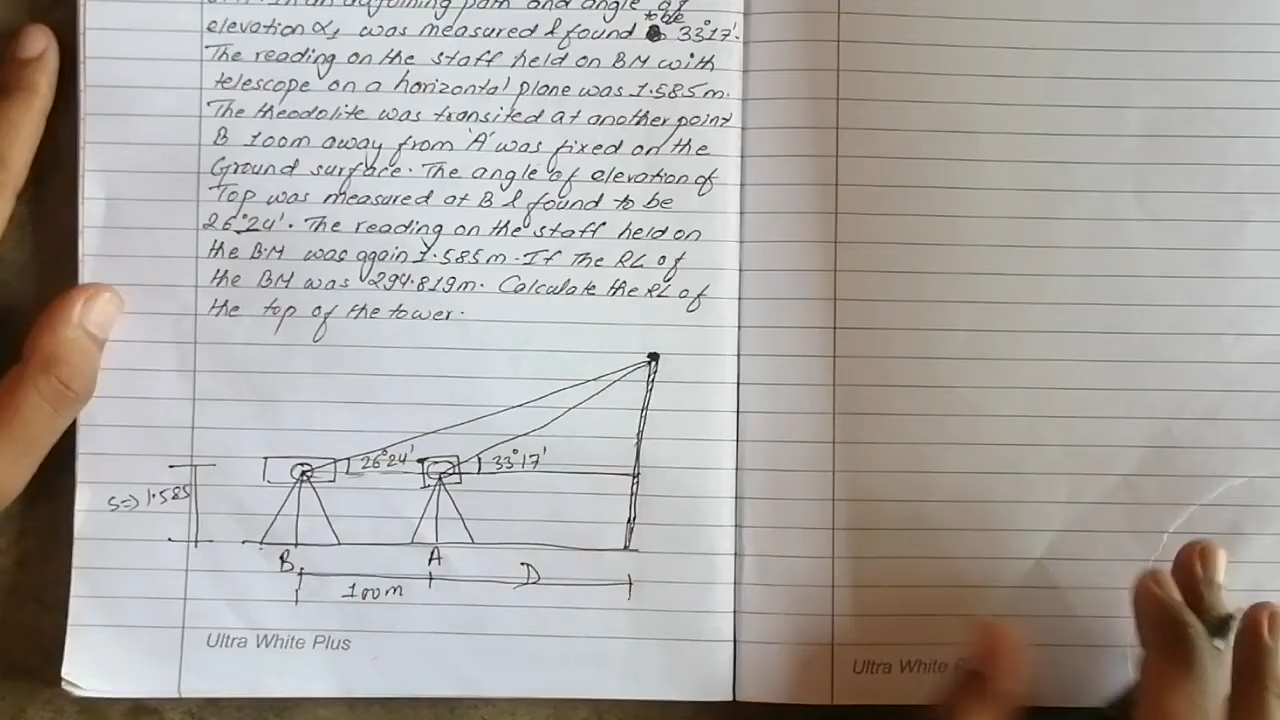 adjoining path and angle of
elevation α1 was measured & found to be 33°17'.
The reading on the staff held on BM with
telescope on a horizontal plane was 1.585m.
The theodolite was transited at another point
B 100m away from 'A' was fixed on the
Ground surface. The angle of elevation of
Top was measured at B & found to be
26°24'. The reading on the staff held on
the B.M was again 1.585m. If the RL of
the BM was 294.819m. Calculate the RL of
the top of the tower.
26°24' 33°17'
S=) 1.585
B A
100m D
Ultra White Plus
Ultra White